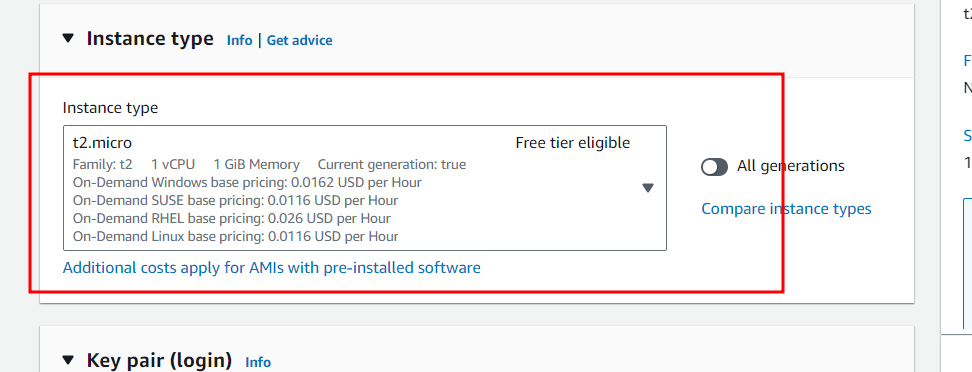 Instance type Info | Get advice
Instance type
t2.micro Free tier eligible
Family: t2 1 vCPU 1 GiB Memory Current generation: true
On-Demand Windows base pricing: 0.0162 USD per Hour
On-Demand SUSE base pricing: 0.0116 USD per Hour
On-Demand RHEL base pricing: 0.026 USD per Hour
On-Demand Linux base pricing: 0.0116 USD per Hour
All generations
Compare instance types
Additional costs apply for AMIs with pre-installed software
Key pair (login) Info